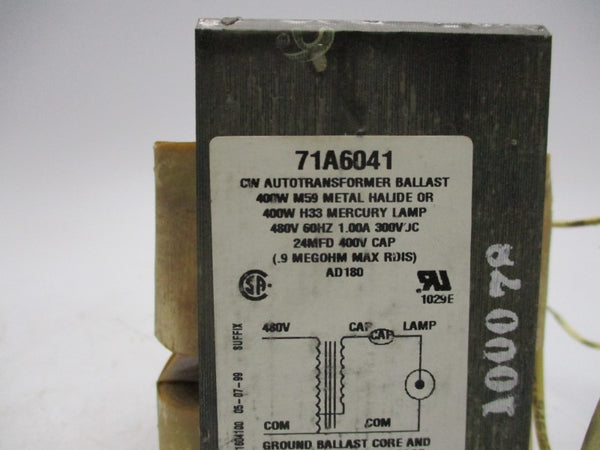 71A6041
CW AUTOTRANSFORMER BALLAST
400W M59 METAL HALIDE OR
400W H33 MERCURY LAMP
480V 60HZ 1.00A 300VOC
24MFD 400V CAP
(.9 MEGOHM MAX RDIS)
AD180
1029E
480V CAP LAMP
CAP
COM COM
GROUND BALLAST CORE AND
1604100 05-07-99 SUFFIX
100078